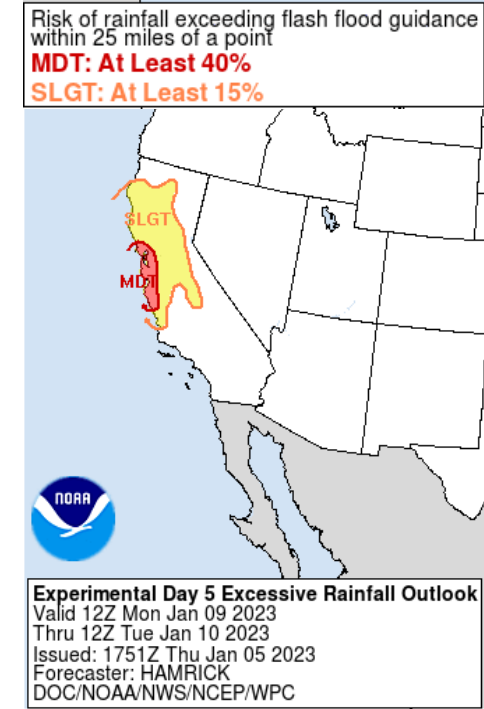 Risk of rainfall exceeding flash flood guidance
within 25 miles of a point
MDT: At Least 40%
SLGT: At Least 15%
SLGT
MDT
NOAA
Experimental Day 5 Excessive Rainfall Outlook
Valid 12Z Mon Jan 09 2023
Thru 12Z Tue Jan 10 2023
Issued: 1751Z Thu Jan 05 2023
Forecaster: HAMRICK
DOC/NOAA/NWS/NCEP/WPC